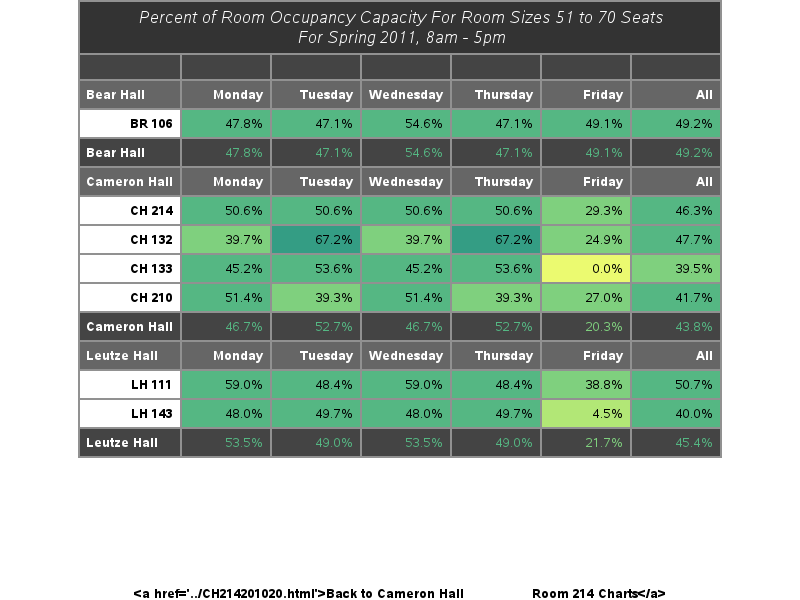 Percent of Room Occupancy Capacity For Room Sizes 51 to 70 Seats
For Spring 2011, 8am - 5pm
Bear Hall Monday Tuesday Wednesday Thursday Friday All
BR 106 47.8% 47.1% 54.6% 47.1% 49.1% 49.2%
Bear Hall 47.8% 47.1% 54.6% 47.1% 49.1% 49.2%
Cameron Hall Monday Tuesday Wednesday Thursday Friday All
CH 214 50.6% 50.6% 50.6% 50.6% 29.3% 46.3%
CH 132 39.7% 67.2% 39.7% 67.2% 24.9% 47.7%
CH 133 45.2% 53.6% 45.2% 53.6% 0.0% 39.5%
CH 210 51.4% 39.3% 51.4% 39.3% 27.0% 41.7%
Cameron Hall 46.7% 52.7% 46.7% 52.7% 20.3% 43.8%
Leutze Hall Monday Tuesday Wednesday Thursday Friday All
LH 111 59.0% 48.4% 59.0% 48.4% 38.8% 50.7%
LH 143 48.0% 49.7% 48.0% 49.7% 4.5% 40.0%
Leutze Hall 53.5% 49.0% 53.5% 49.0% 21.7% 45.4%
<a href='../CH214201020.html'>Back to Cameron Hall Room 214 Charts</a>